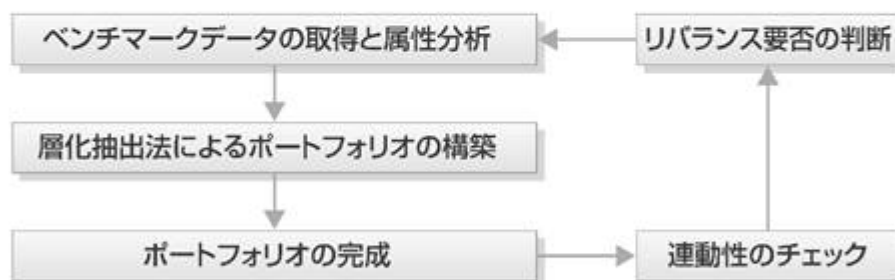 ベンチマークデータの取得と属性分析
リバランス要否の判断
層化抽出法によるポートフォリオの構築
ポートフォリオの完成
連動性のチェック